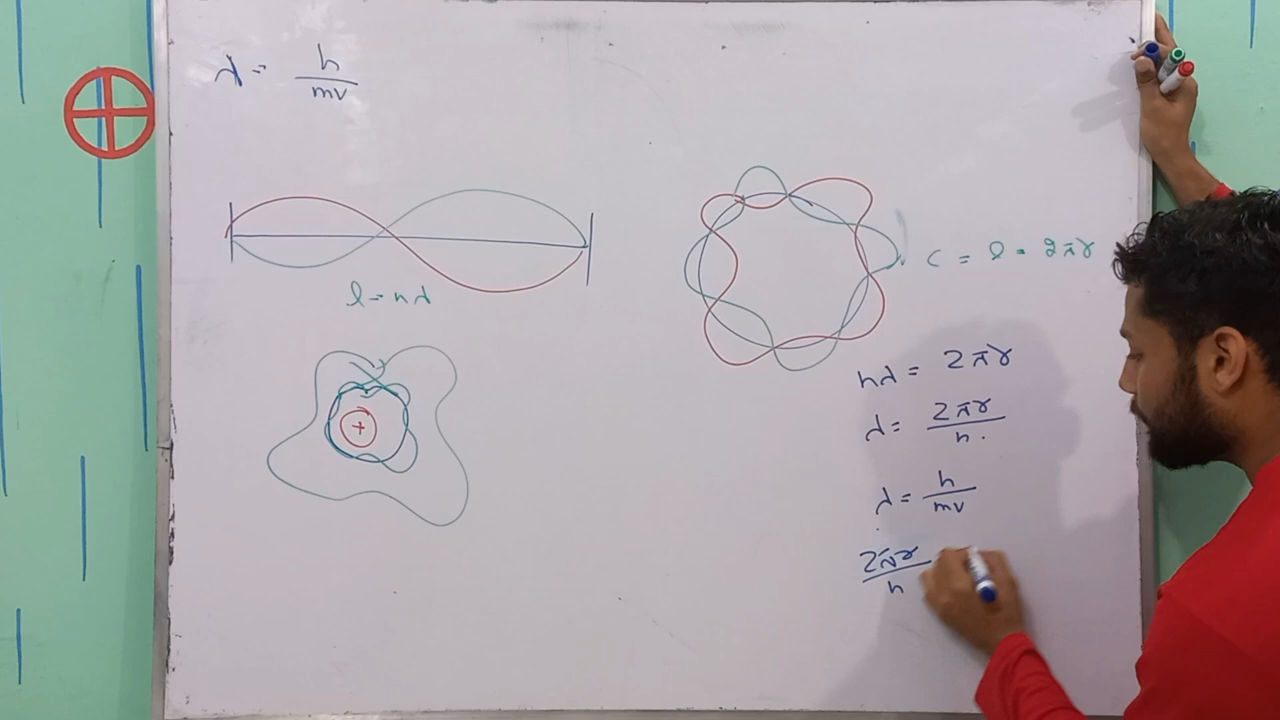 λ = h/mv
l = nλ
+
C = l = 2πr
nλ = 2πr
λ = 2πr/n
λ = h/mv
2πr/n